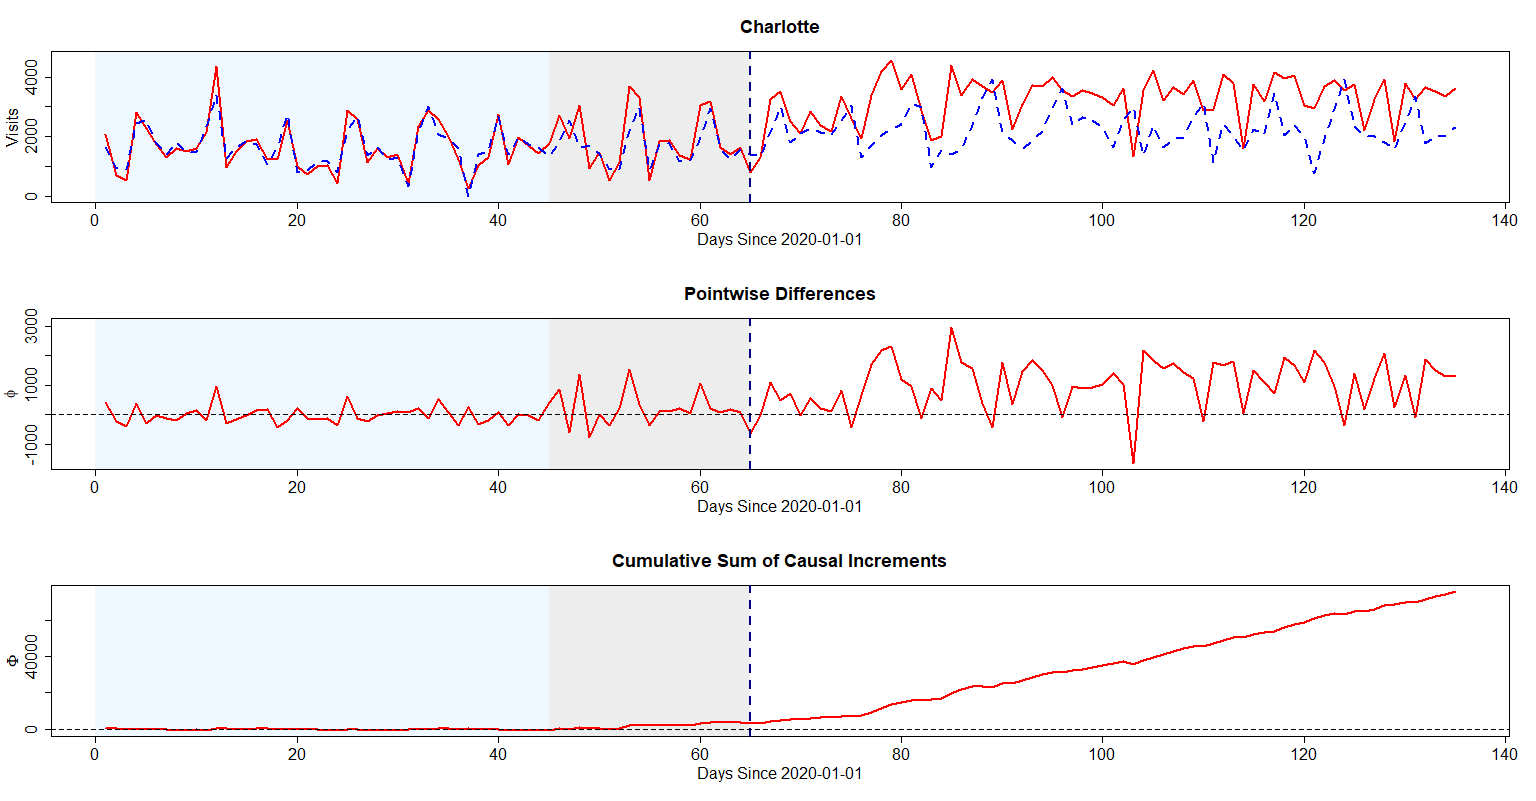 Charlotte
Visits
4000
2000
0
0 20 40 60 80 100 120 140
Days Since 2020-01-01
Pointwise Differences
ϕ
3000
1000
-1000
0 20 40 60 80 100 120 140
Days Since 2020-01-01
Cumulative Sum of Causal Increments
Φ
40000
0
0 20 40 60 80 100 120 140
Days Since 2020-01-01